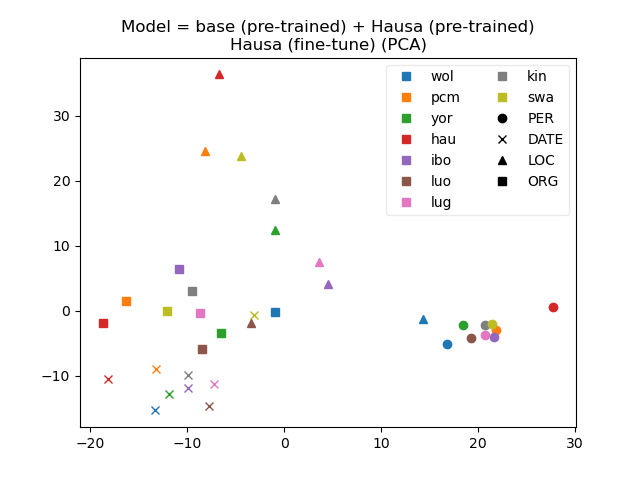 Model = base (pre-trained) + Hausa (pre-trained)
Hausa (fine-tune) (PCA)
wol
pcm
yor
hau
ibo
luo
lug
kin
swa
PER
DATE
LOC
ORG
30
20
10
0
−10
−20
−10
0
10
20
30